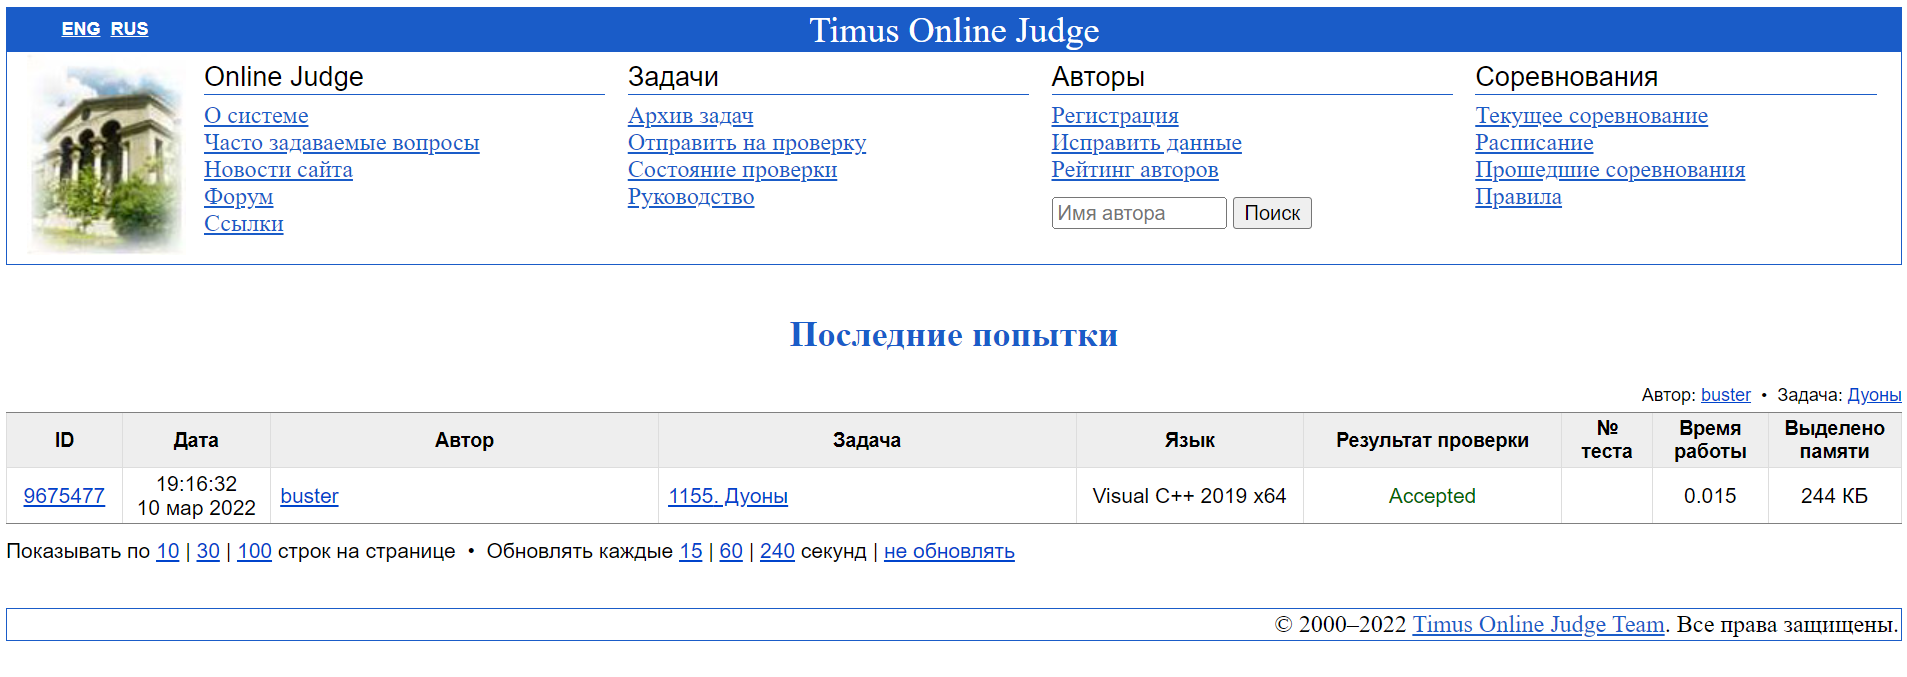 ENG RUS
Timus Online Judge
Online Judge
О системе
Часто задаваемые вопросы
Новости сайта
Форум
Ссылки
Задачи
Архив задач
Отправить на проверку
Состояние проверки
Руководство
Авторы
Регистрация
Исправить данные
Рейтинг авторов
Имя автора Поиск
Соревнования
Текущее соревнование
Расписание
Прошедшие соревнования
Правила
Последние попытки
Автор: buster • Задача: Дуоны
ID Дата Автор Задача Язык Результат проверки № теста Время работы Выделено памяти
9675477 19:16:32 10 мар 2022 buster 1155. Дуоны Visual C++ 2019 x64 Accepted 0.015 244 КБ
Показывать по 10 | 30 | 100 строк на странице • Обновлять каждые 15 | 60 | 240 секунд | не обновлять
© 2000–2022 Timus Online Judge Team. Все права защищены.